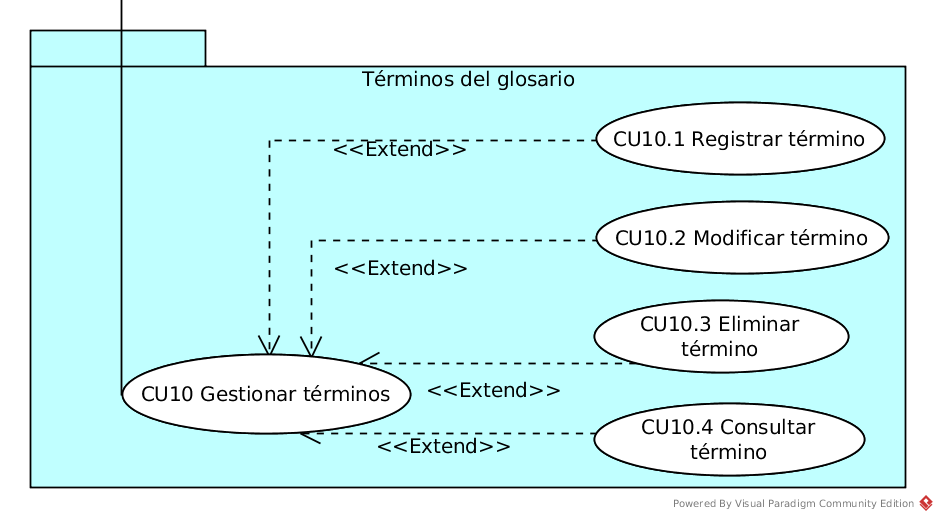 Términos del glosario
CU10.1 Registrar término
<<Extend>>
CU10.2 Modificar término
<<Extend>>
CU10.3 Eliminar
término
CU10 Gestionar términos
<<Extend>>
CU10.4 Consultar
término
<<Extend>>
Powered By Visual Paradigm Community Edition